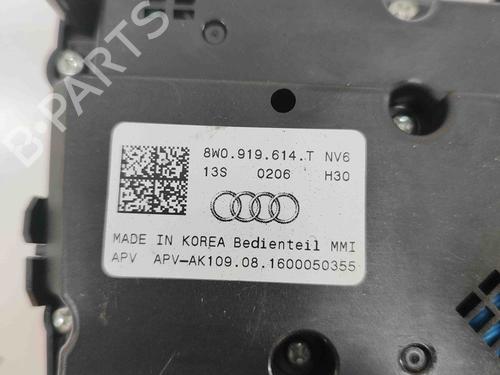 B-PARTS
8W0.919.614.T NV6
13S 0206 H30
MADE IN KOREA Bedienteil MMI
APV APV-AK109.08.1600050355